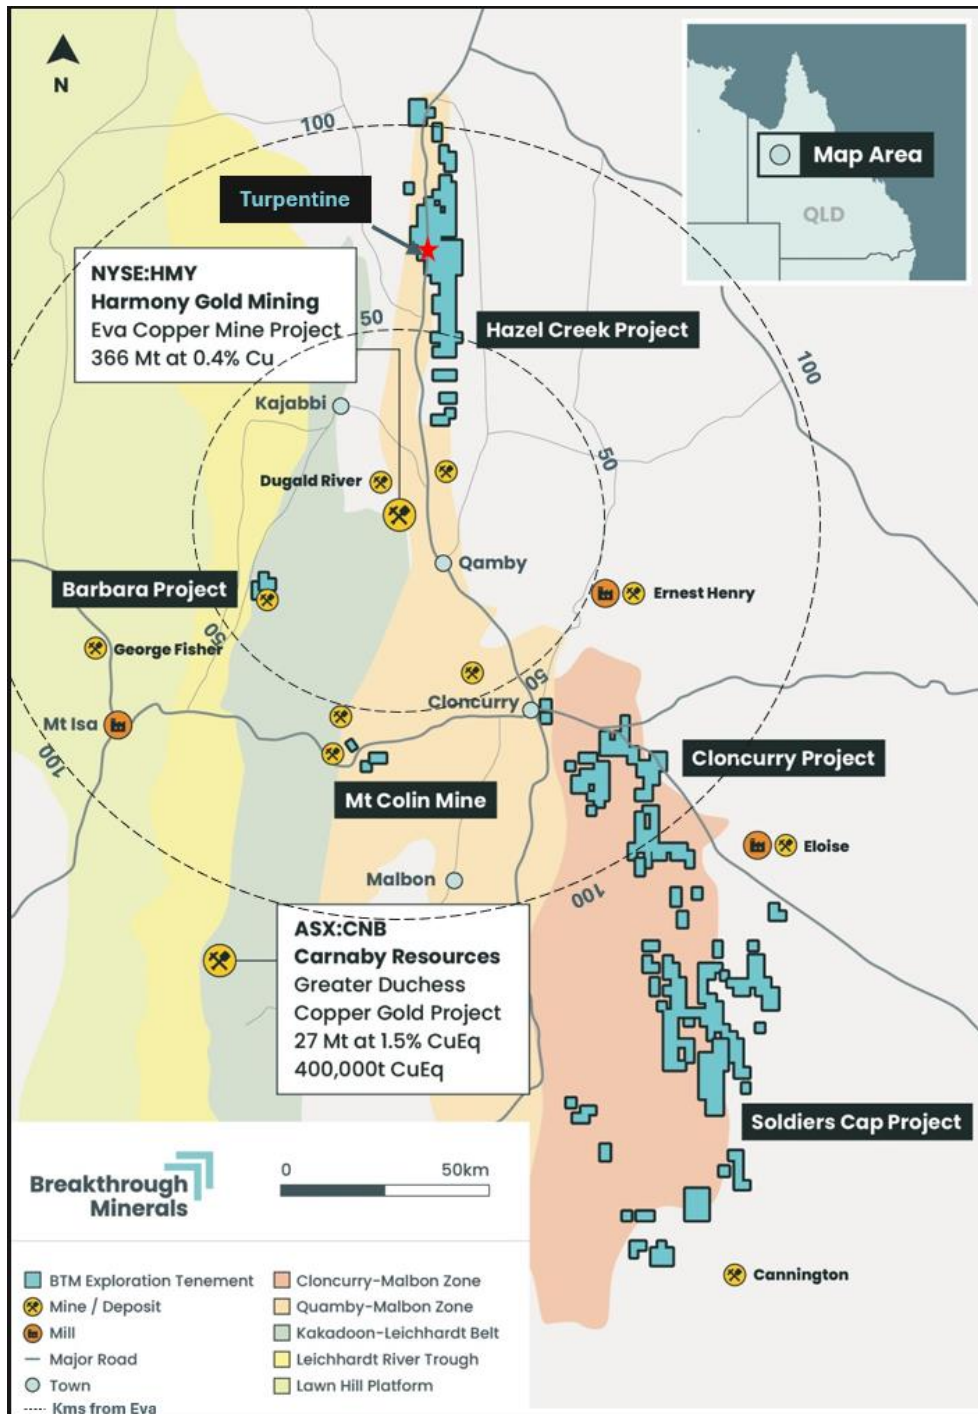 N
100
Turpentine
Map Area
QLD
NYSE:HMY
Harmony Gold Mining
Eva Copper Mine Project
366 Mt at 0.4% Cu
50
Hazel Creek Project
100
Kajabbi
50
Dugald River
Qamby
Barbara Project
Ernest Henry
50
George Fisher
50
Cloncurry
Mt Isa
100
Cloncurry Project
Mt Colin Mine
Eloise
Malbon
100
ASX:CNB
Carnaby Resources
Greater Duchess
Copper Gold Project
27 Mt at 1.5% CuEq
400,000t CuEq
Soldiers Cap Project
Breakthrough
Minerals
0 50km
Cannington
BTM Exploration Tenement
Mine / Deposit
Mill
Major Road
Town
Kms from Eva
Cloncurry-Malbon Zone
Quamby-Malbon Zone
Kakadoon-Leichhardt Belt
Leichhardt River Trough
Lawn Hill Platform